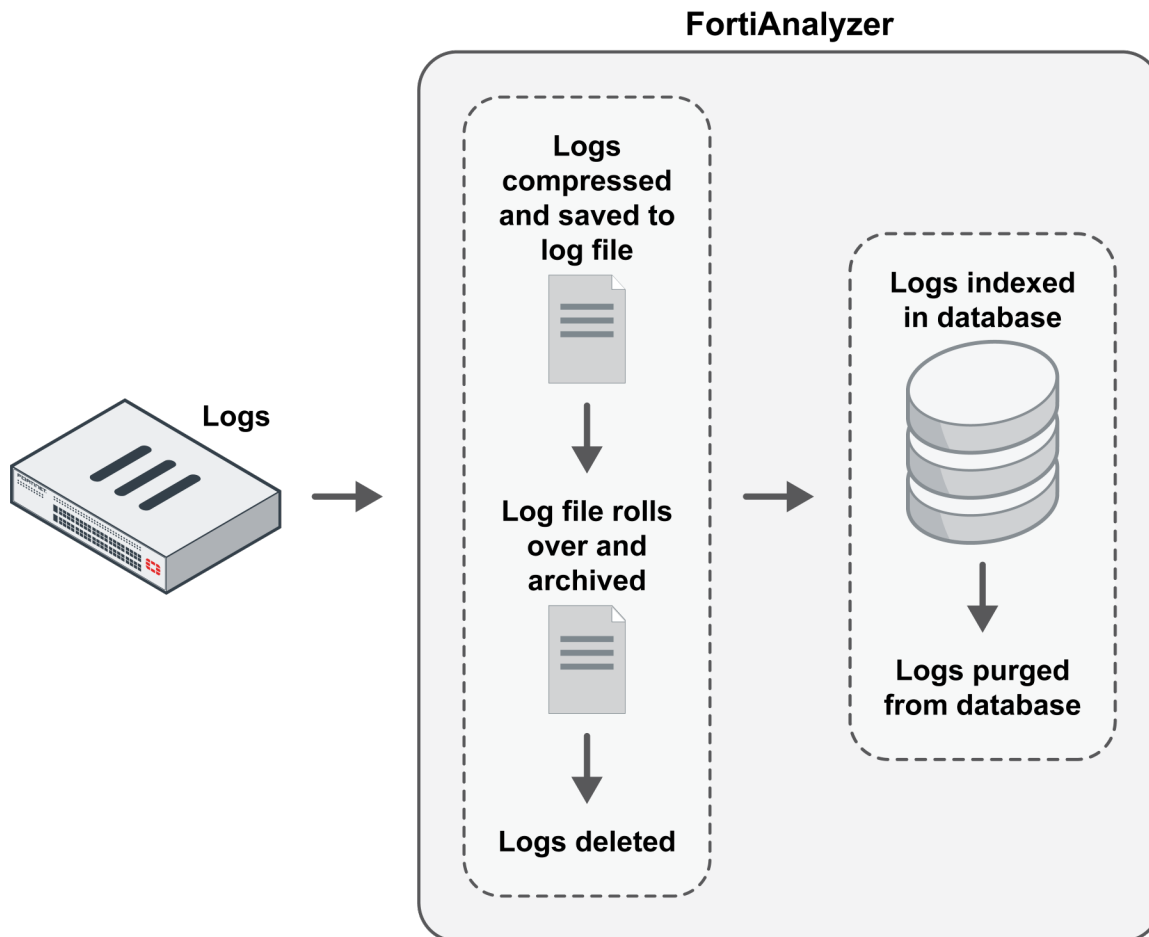 FortiAnalyzer
Logs
Logs
compressed
and saved to
log file
Log file rolls
over and
archived
Logs deleted
Logs indexed
in database
Logs purged
from database
FORTINET